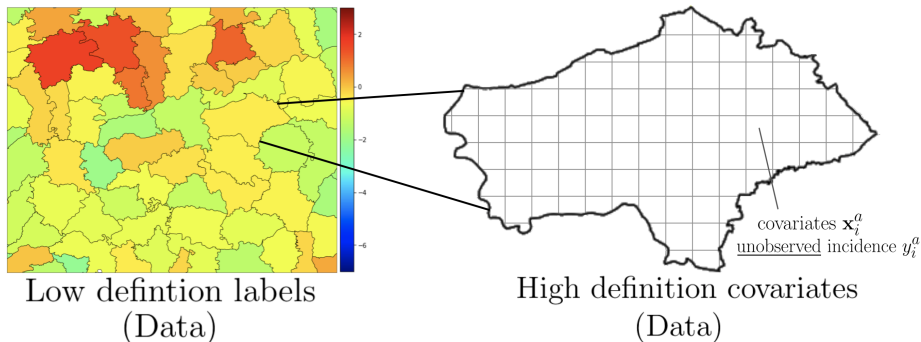 2
0
−2
−4
−6
covariates x_i^a
unobserved incidence y_i^a
Low defintion labels
(Data)
High definition covariates
(Data)